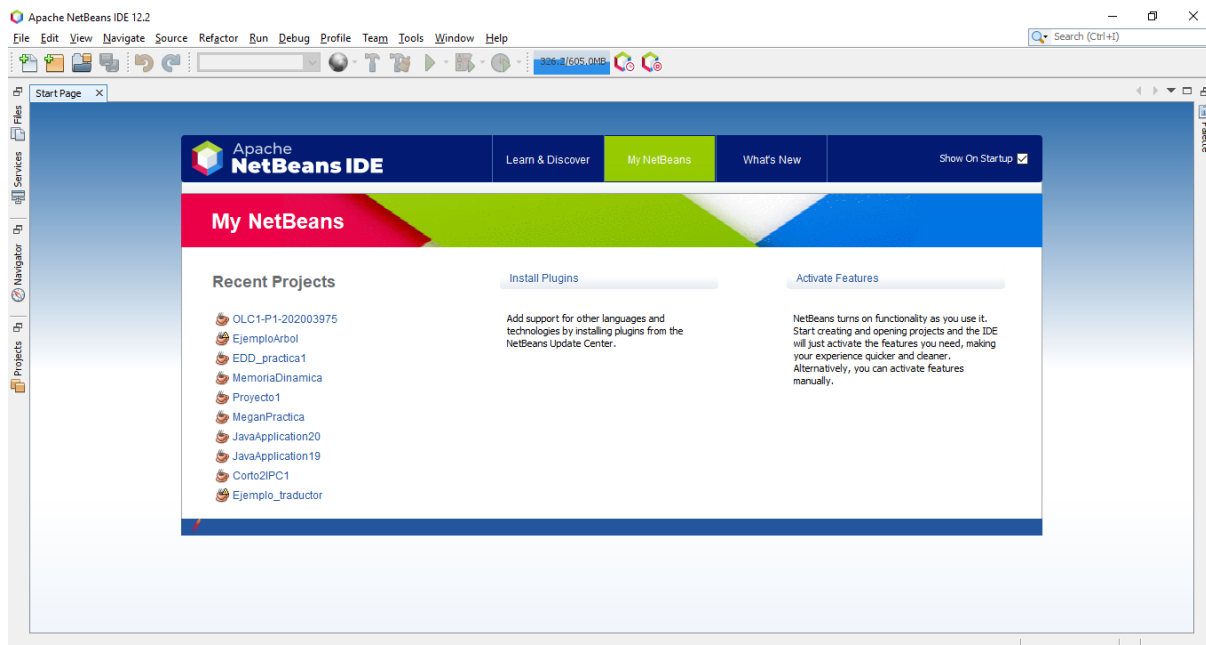 Apache NetBeans IDE 12.2
File Edit View Navigate Source Refactor Run Debug Profile Team Tools Window Help
Search (Ctrl+I)
326.2/605.0MB
Start Page
Files
Services
Navigator
Projects
Palette
Apache
NetBeans IDE
Learn & Discover
My NetBeans
What's New
Show On Startup
My NetBeans
Recent Projects
OLC1-P1-202003975
EjemploArbol
EDD_practica1
MemoriaDinamica
Proyecto1
MeganPractica
JavaApplication20
JavaApplication19
Corto2IPC1
Ejemplo_traductor
Install Plugins
Add support for other languages and
technologies by installing plugins from the
NetBeans Update Center.
Activate Features
NetBeans turns on functionality as you use it.
Start creating and opening projects and the IDE
will just activate the features you need, making
your experience quicker and cleaner.
Alternatively, you can activate features
manually.